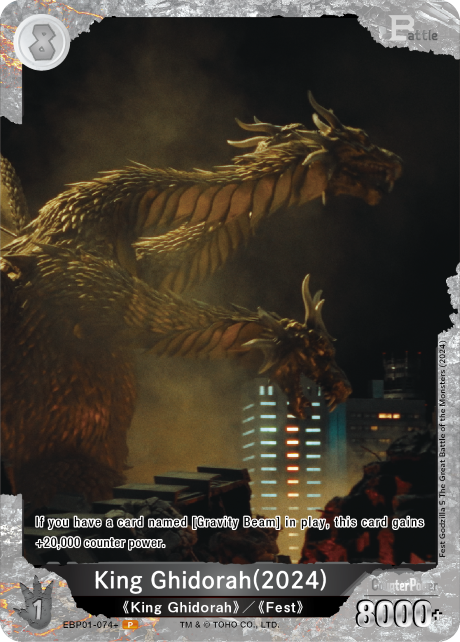 8
Battle
Fest Godzilla 5 The Great Battle of the Monsters (2024)
If you have a card named [Gravity Beam] in play, this card gains
+20,000 counter power.
King Ghidorah(2024)
《King Ghidorah》／《Fest》
CounterPower
1
8000+
EBP01-074+ P TM & © TOHO CO., LTD.